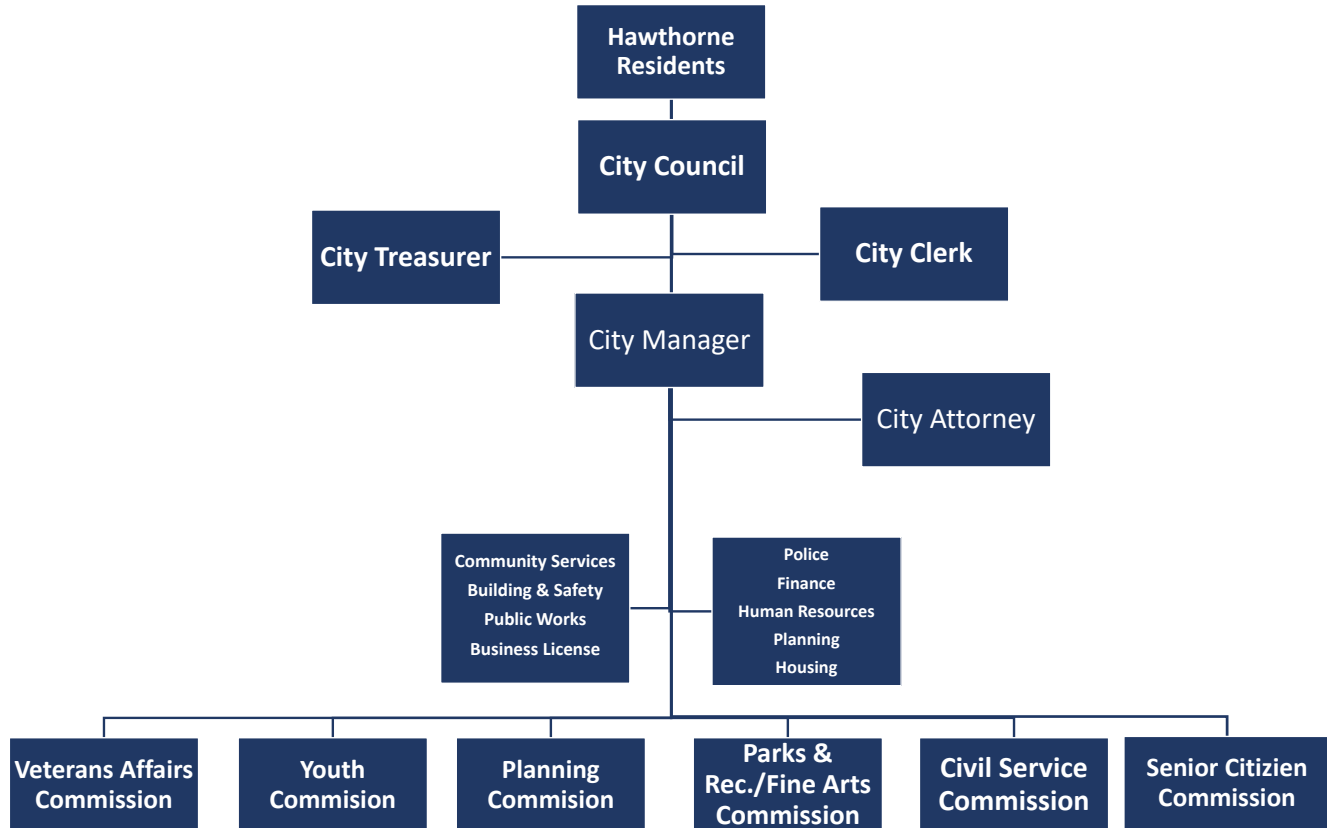 Hawthorne
Residents
City Council
City Treasurer
City Clerk
City Manager
City Attorney
Community Services
Building & Safety
Public Works
Business License
Police
Finance
Human Resources
Planning
Housing
Veterans Affairs
Commission
Youth
Commision
Planning
Commision
Parks &
Rec./Fine Arts
Commission
Civil Service
Commission
Senior Citizien
Commission